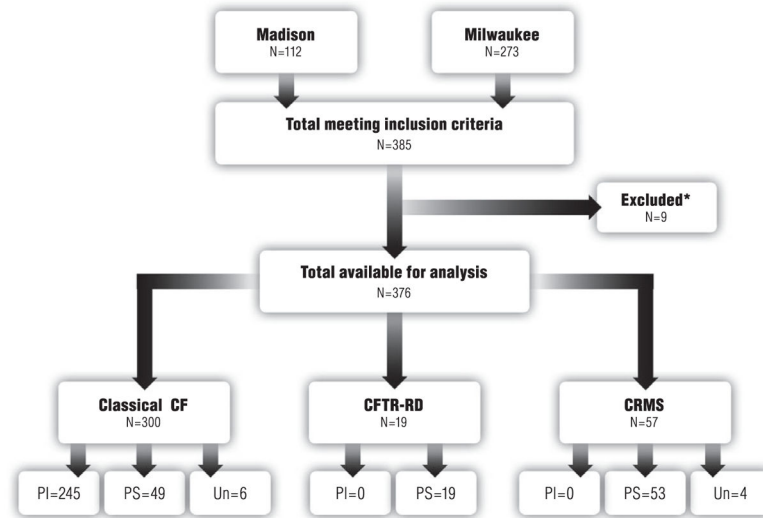 Madison
N=112
Milwaukee
N=273
Total meeting inclusion criteria
N=385
Excluded*
N=9
Total available for analysis
N=376
Classical CF
N=300
CFTR-RD
N=19
CRMS
N=57
PI=245
PS=49
Un=6
PI=0
PS=19
PI=0
PS=53
Un=4